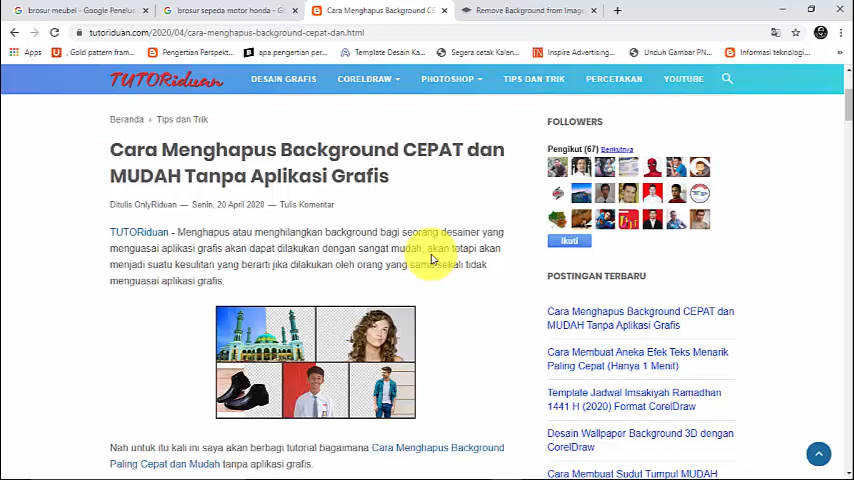 brosur meubel - Google Penelus
brosur sepeda motor honda - G
Cara Menghapus Background CE
Remove Background from Imag
tutoriduan.com/2020/04/cara-menghapus-background-cepat-dan.html
Apps
Gold pattern fram...
Pengertian Perspekt...
apa pengertian per...
Template Desain Ka...
Segera cetak Kalen...
Inspire Advertising...
Unduh Gambar PN...
Informasi teknologi...
TUTORiduan
DESAIN GRAFIS
CORELDRAW
PHOTOSHOP
TIPS DAN TRIK
PERCETAKAN
YOUTUBE
Beranda › Tips dan Trik
Cara Menghapus Background CEPAT dan
MUDAH Tanpa Aplikasi Grafis
Ditulis OnlyRiduan — Senin, 20 April 2020 — Tulis Komentar
TUTORiduan - Menghapus atau menghilangkan background bagi seorang desainer yang
menguasai aplikasi grafis akan dapat dilakukan dengan sangat mudah, akan tetapi akan
menjadi suatu kesulitan yang berarti jika dilakukan oleh orang yang sama sekali tidak
menguasai aplikasi grafis.
Nah untuk itu kali ini saya akan berbagi tutorial bagaimana Cara Menghapus Background
Paling Cepat dan Mudah tanpa aplikasi grafis.
FOLLOWERS
Pengikut (67) Berikutnya
Ikuti
POSTINGAN TERBARU
Cara Menghapus Background CEPAT dan
MUDAH Tanpa Aplikasi Grafis
Cara Membuat Aneka Efek Teks Menarik
Paling Cepat (Hanya 1 Menit)
Template Jadwal Imsakiyah Ramadhan
1441 H (2020) Format CorelDraw
Desain Wallpaper Background 3D dengan
CorelDraw
Cara Membuat Sudut Tumpul MUDAH